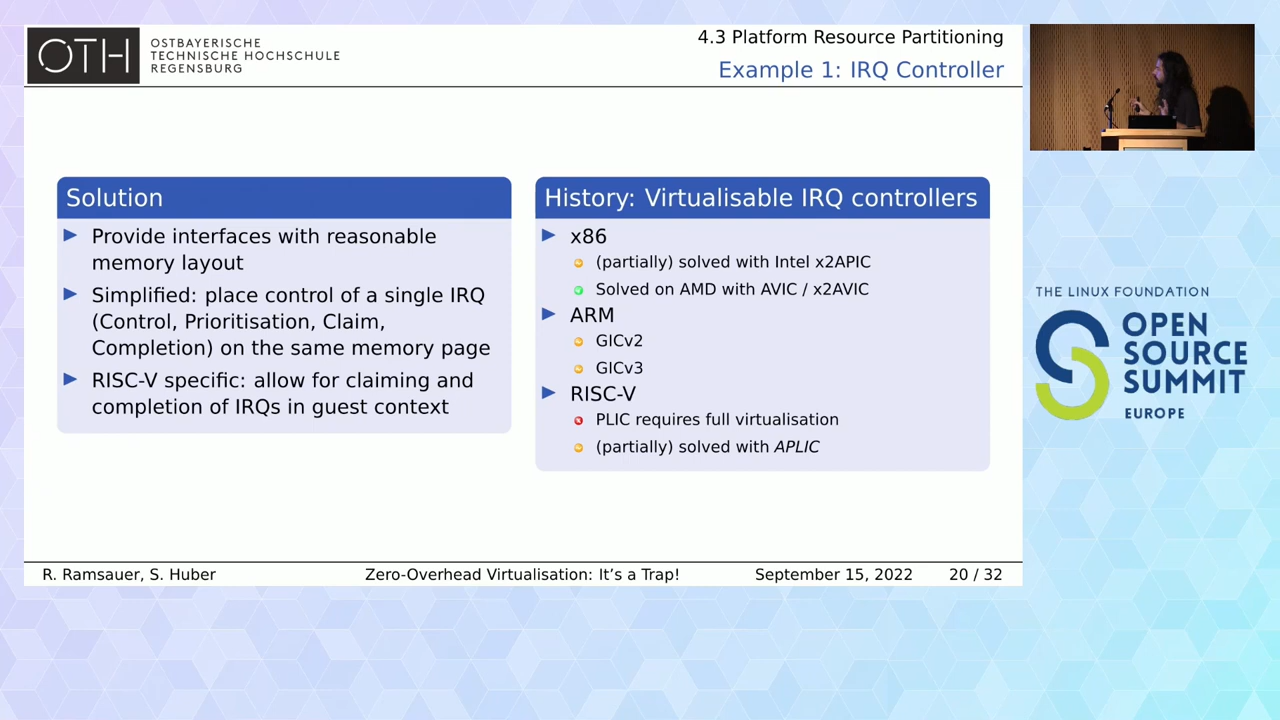 OTH
OSTBAYERISCHE
TECHNISCHE HOCHSCHULE
REGENSBURG
4.3 Platform Resource Partitioning
Example 1: IRQ Controller
Solution
Provide interfaces with reasonable
memory layout
Simplified: place control of a single IRQ
(Control, Prioritisation, Claim,
Completion) on the same memory page
RISC-V specific: allow for claiming and
completion of IRQs in guest context
History: Virtualisable IRQ controllers
x86
(partially) solved with Intel x2APIC
Solved on AMD with AVIC / x2AVIC
ARM
GICv2
GICv3
RISC-V
PLIC requires full virtualisation
(partially) solved with APLIC
R. Ramsauer, S. Huber
Zero-Overhead Virtualisation: It's a Trap!
September 15, 2022
20 / 32
THE LINUX FOUNDATION
OPEN
SOURCE
SUMMIT
EUROPE